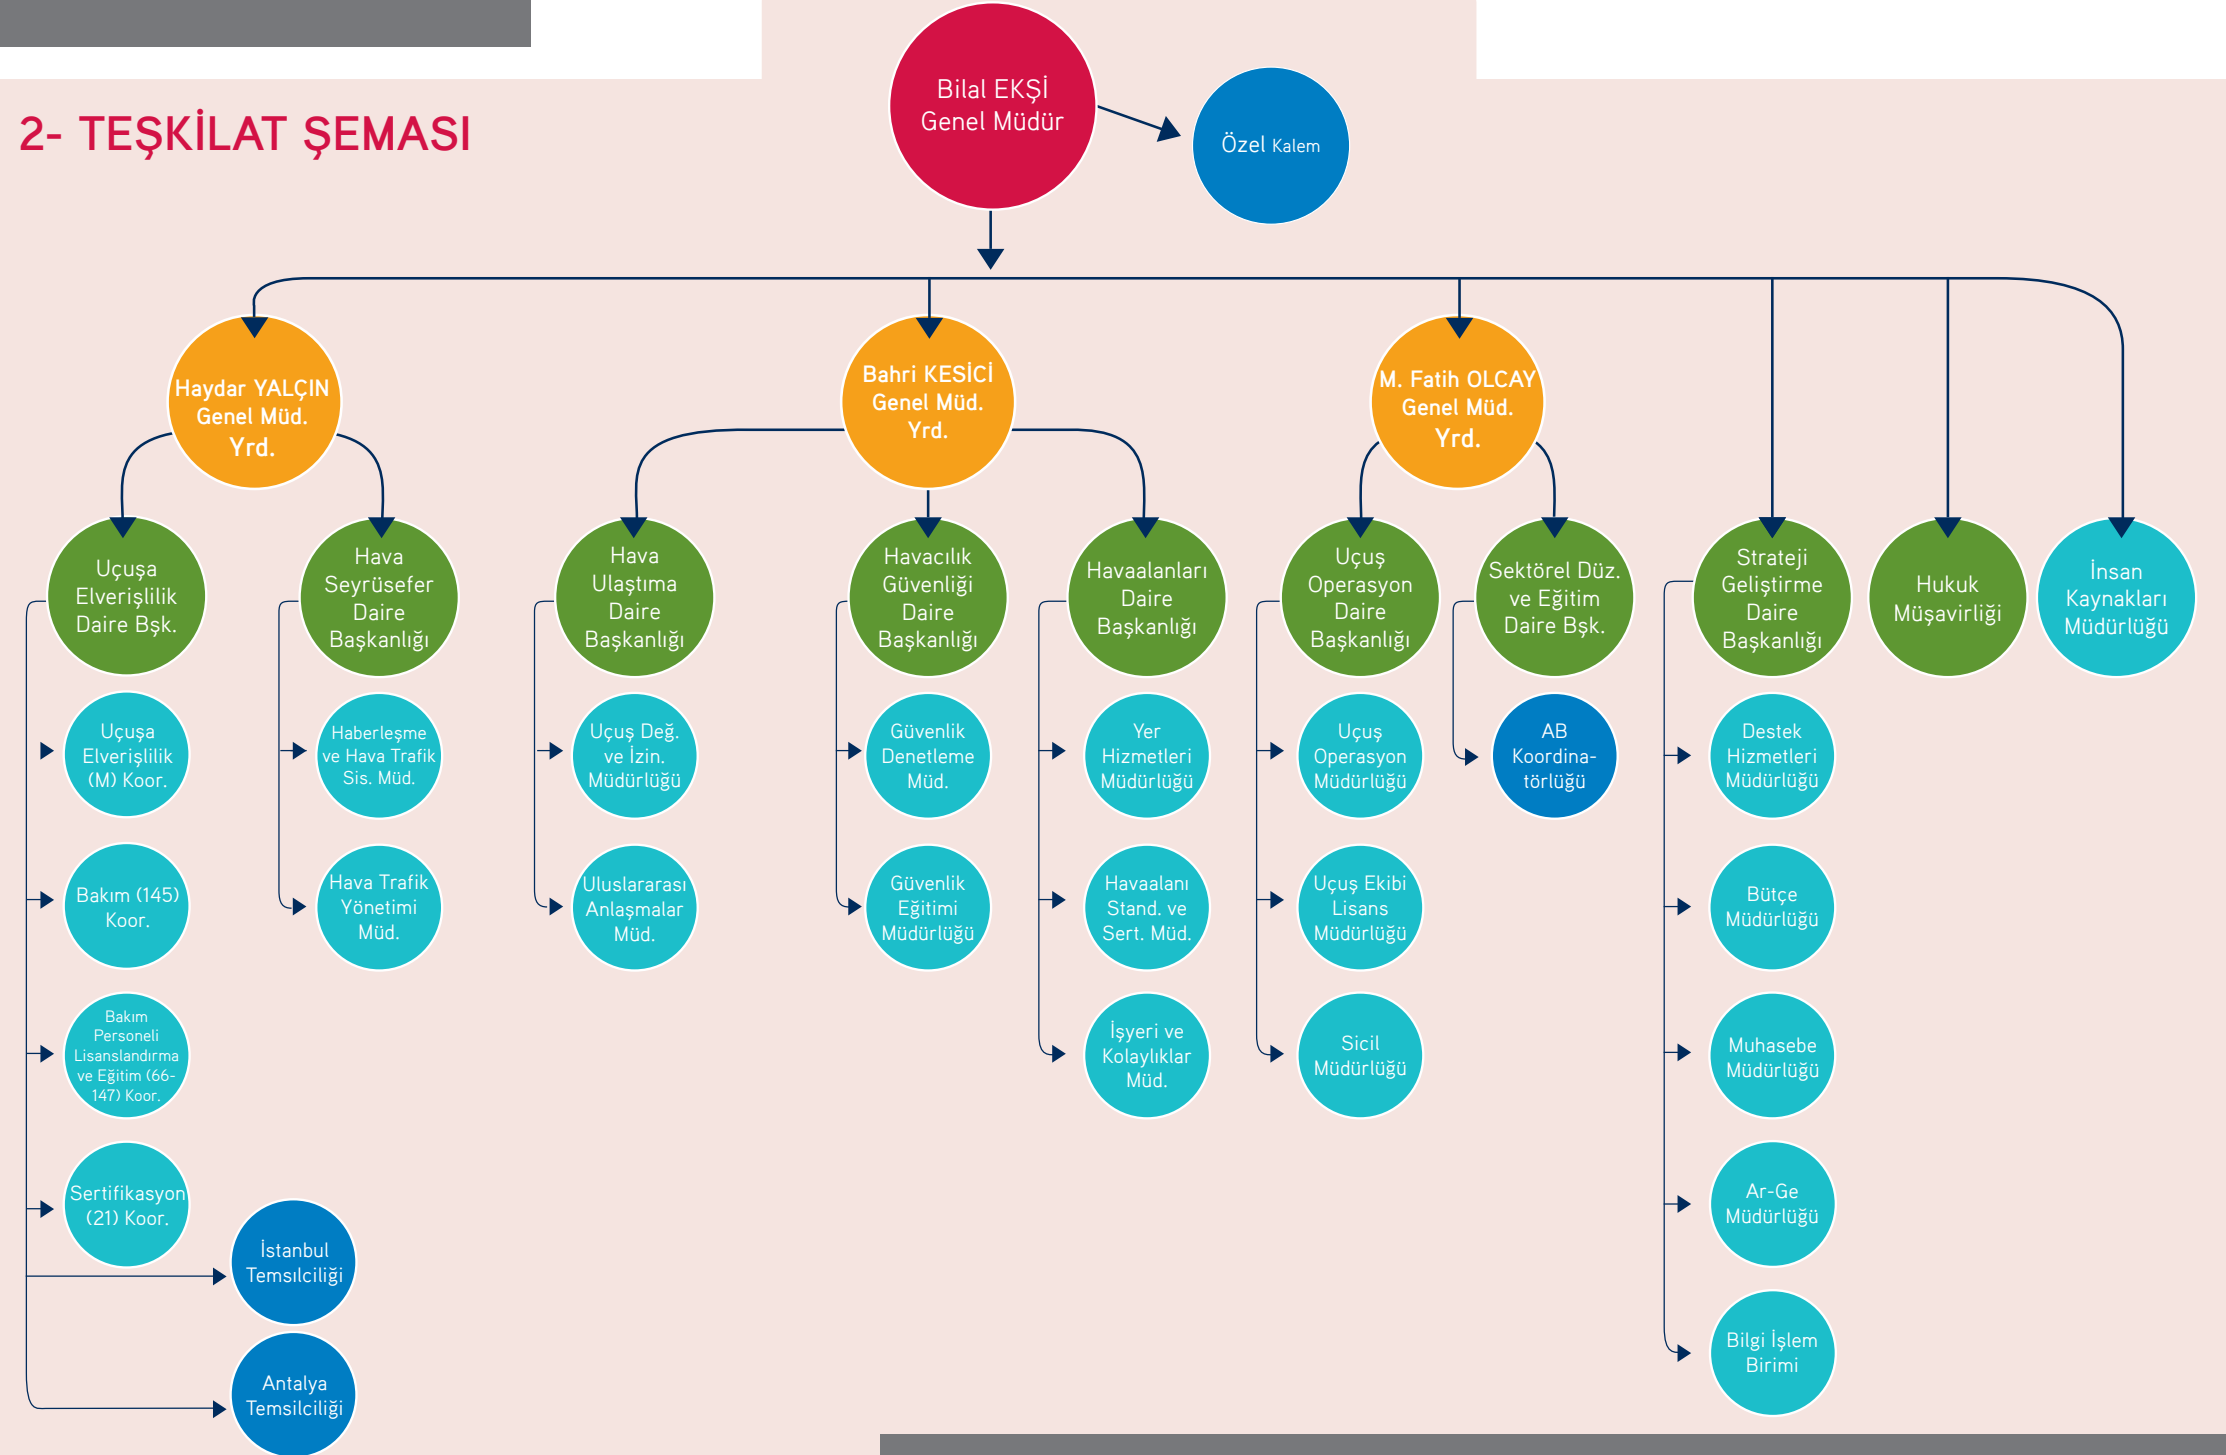 2- TEŞKİLAT ŞEMASI
Bilal EKŞİ
Genel Müdür
Özel Kalem
Haydar YALÇIN
Genel Müd.
Yrd.
Bahri KESİCİ
Genel Müd.
Yrd.
M. Fatih OLCAY
Genel Müd.
Yrd.
Uçuşa
Elverişlilik
Daire Bşk.
Hava
Seyrüsefer
Daire
Başkanlığı
Hava
Ulaştıma
Daire
Başkanlığı
Havacılık
Güvenliği
Daire
Başkanlığı
Havaalanları
Daire
Başkanlığı
Uçuş
Operasyon
Daire
Başkanlığı
Sektörel Düz.
ve Eğitim
Daire Bşk.
Strateji
Geliştirme
Daire
Başkanlığı
Hukuk
Müşavirliği
İnsan
Kaynakları
Müdürlüğü
Uçuşa
Elverişlilik
(M) Koor.
Haberleşme
ve Hava Trafik
Sis. Müd.
Uçuş Değ.
ve İzin.
Müdürlüğü
Güvenlik
Denetleme
Müd.
Yer
Hizmetleri
Müdürlüğü
Uçuş
Operasyon
Müdürlüğü
AB
Koordina-
törlüğü
Destek
Hizmetleri
Müdürlüğü
Bakım (145)
Koor.
Hava Trafik
Yönetimi
Müd.
Uluslararası
Anlaşmalar
Müd.
Güvenlik
Eğitimi
Müdürlüğü
Havaalanı
Stand. ve
Sert. Müd.
Uçuş Ekibi
Lisans
Müdürlüğü
Bütçe
Müdürlüğü
Bakım
Personeli
Lisanslandırma
ve Eğitim (66-
147) Koor.
İşyeri ve
Kolaylıklar
Müd.
Sicil
Müdürlüğü
Muhasebe
Müdürlüğü
Sertifikasyon
(21) Koor.
Ar-Ge
Müdürlüğü
İstanbul
Temsılciliği
Bilgi İşlem
Birimi
Antalya
Temsilciliği